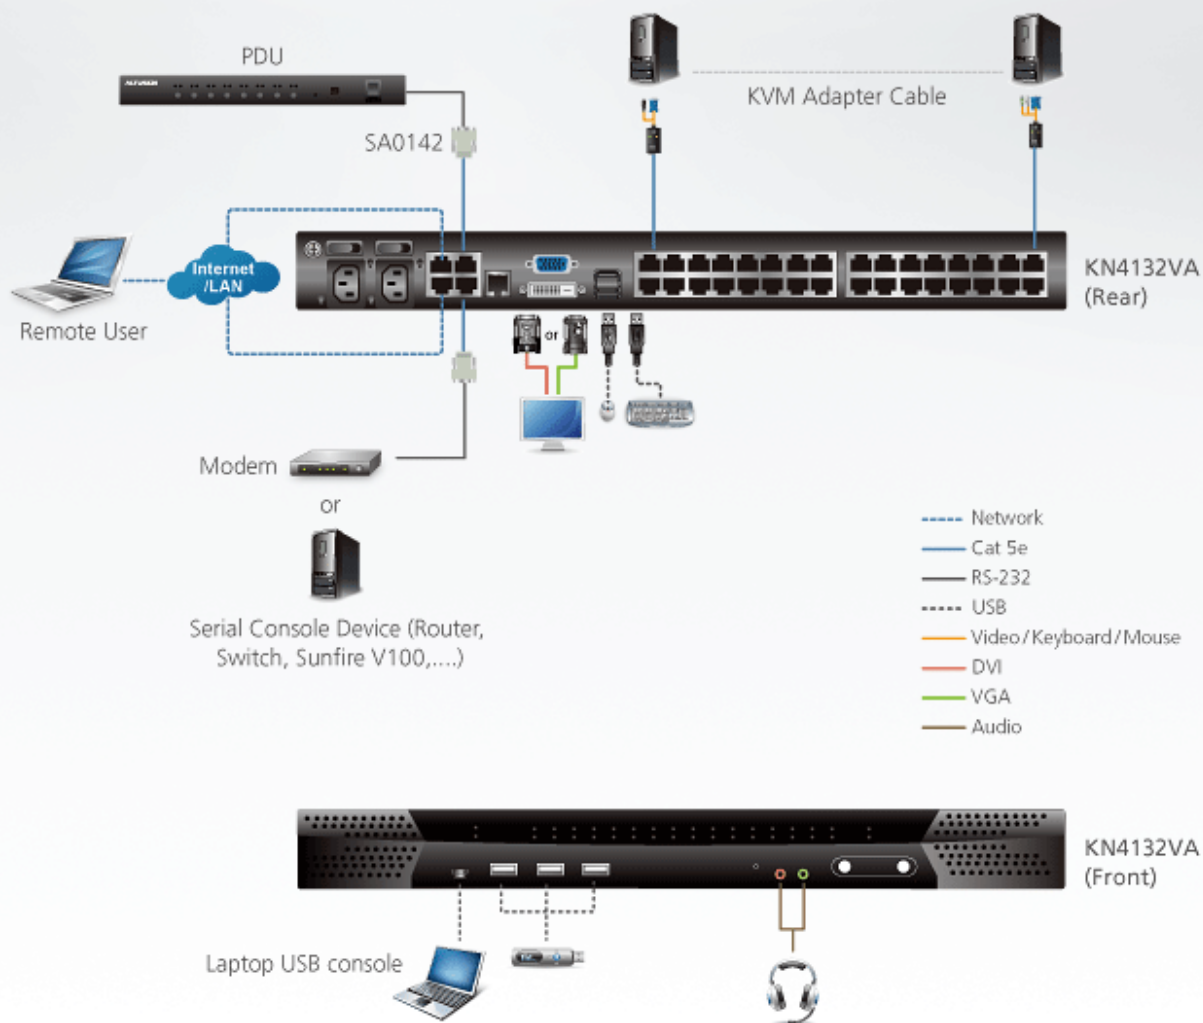 PDU
ALTUSEN
SA0142
KVM Adapter Cable
Internet
/LAN
Remote User
KN4132VA
(Rear)
or
Modem
or
Serial Console Device (Router,
Switch, Sunfire V100,....)
Network
Cat 5e
RS-232
USB
Video/Keyboard/Mouse
DVI
VGA
Audio
KN4132VA
(Front)
Laptop USB console